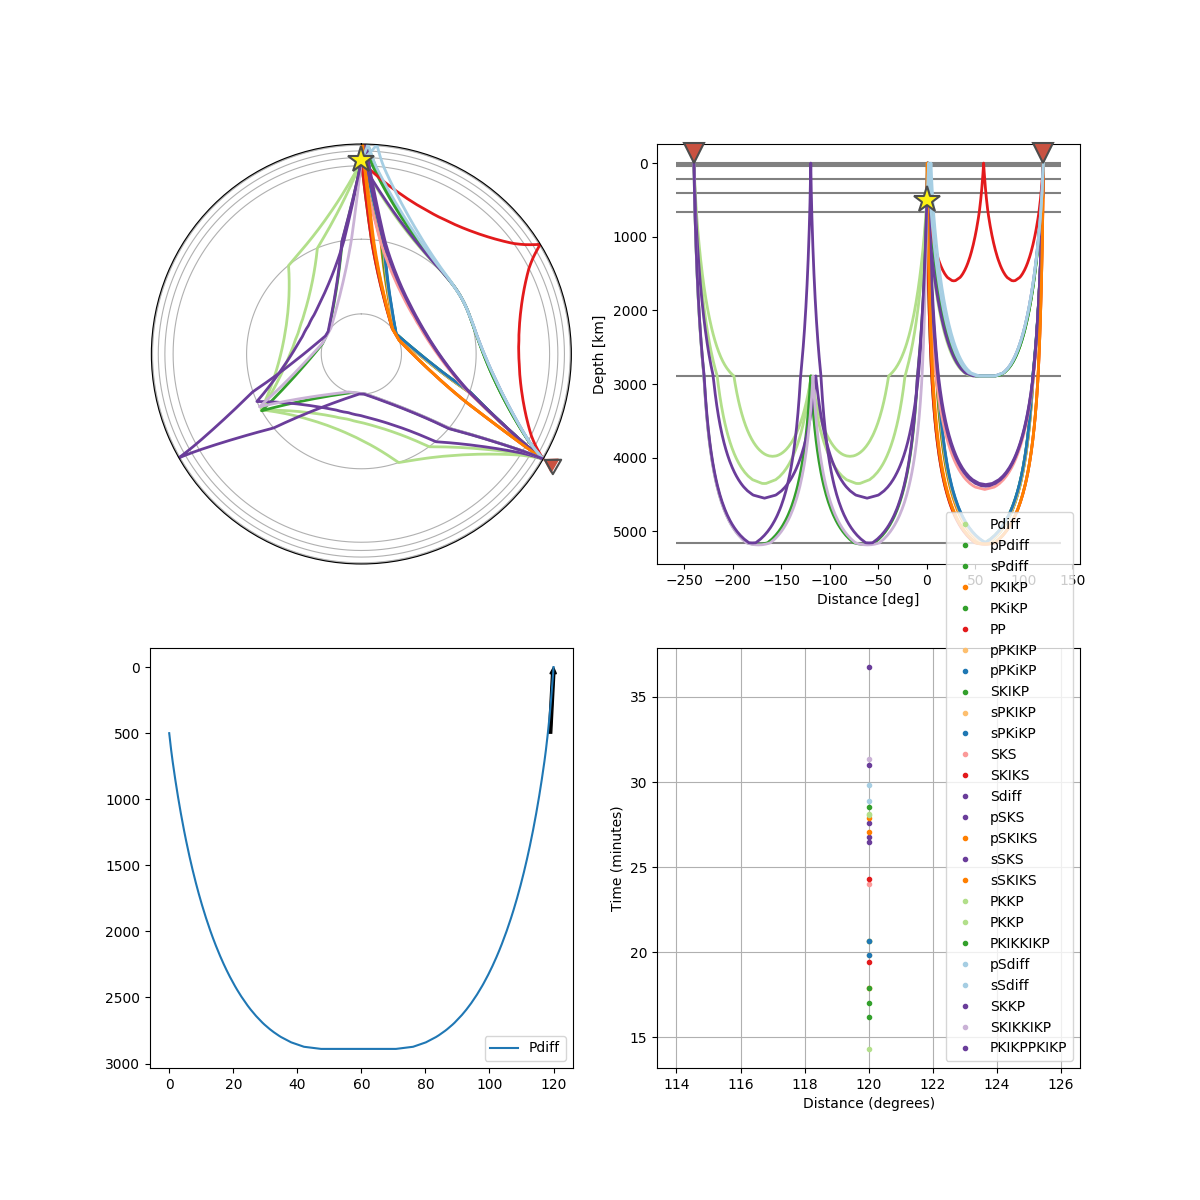 0
1000
2000
3000
4000
5000
Depth [km]
−250 −200 −150 −100 −50 0 50 100 150
Distance [deg]
0
500
1000
1500
2000
2500
3000
0 20 40 60 80 100 120
Pdiff
35
30
25
20
15
Time (minutes)
114 116 118 120 122 124 126
Distance (degrees)
Pdiff
pPdiff
sPdiff
PKIKP
PKiKP
PP
pPKIKP
pPKiKP
SKIKP
sPKIKP
sPKiKP
SKS
SKIKS
Sdiff
pSKS
pSKIKS
sSKS
sSKIKS
PKKP
PKKP
PKIKKIKP
pSdiff
sSdiff
SKKP
SKIKKIKP
PKIKPPKIKP